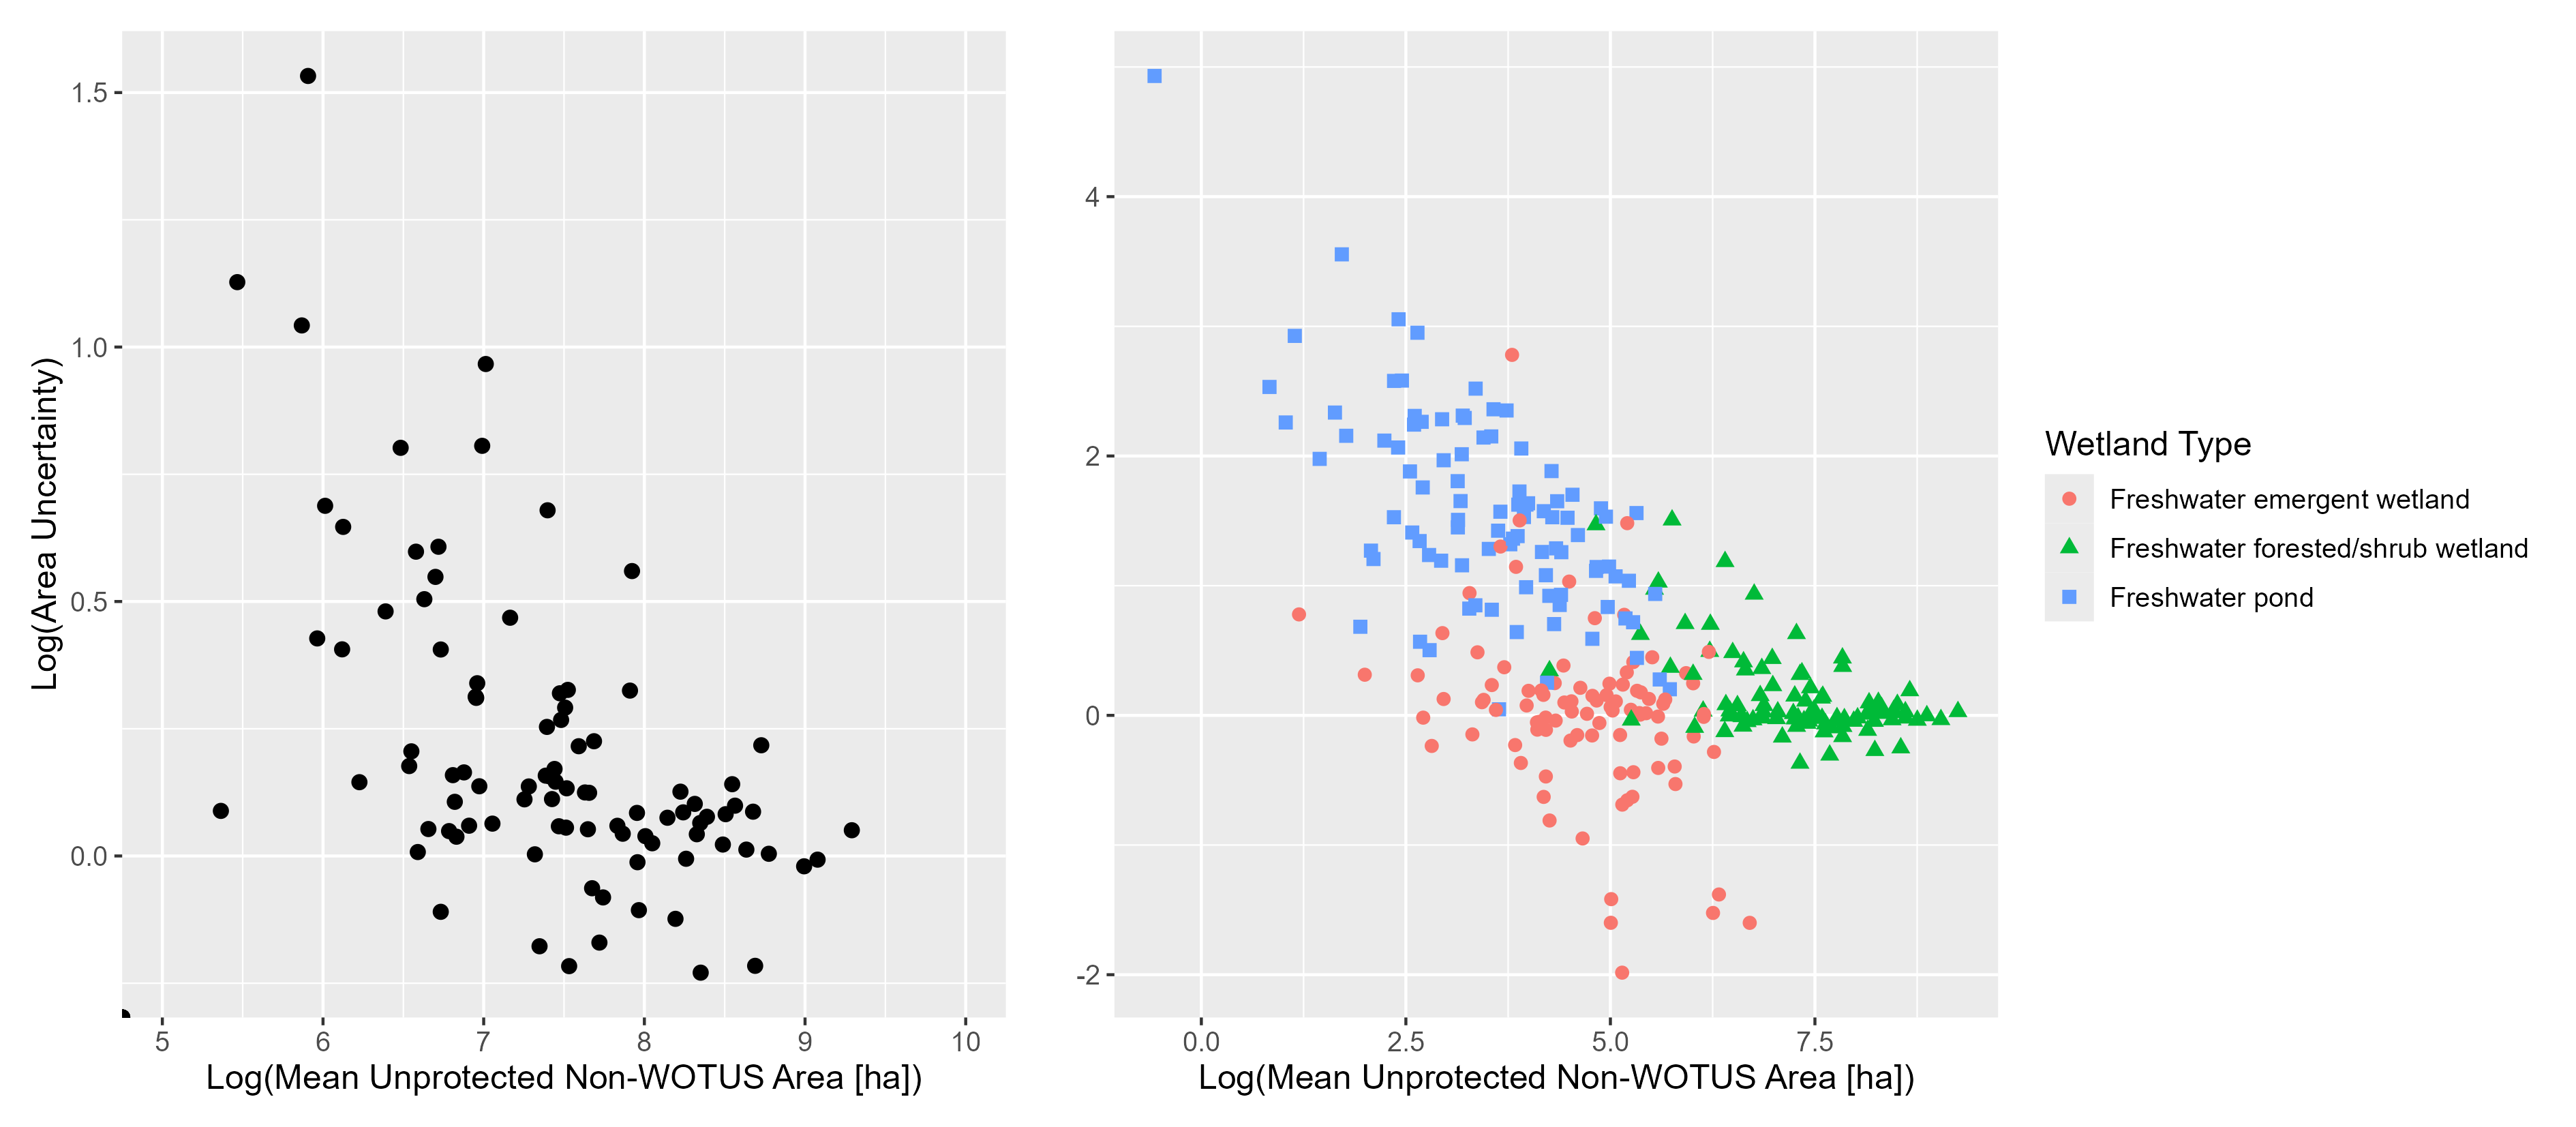 1.5
1.0
0.5
0.0
Log(Area Uncertainty)
5 6 7 8 9 10
Log(Mean Unprotected Non-WOTUS Area [ha])
4
2
0
-2
0.0 2.5 5.0 7.5
Log(Mean Unprotected Non-WOTUS Area [ha])
Wetland Type
Freshwater emergent wetland
Freshwater forested/shrub wetland
Freshwater pond